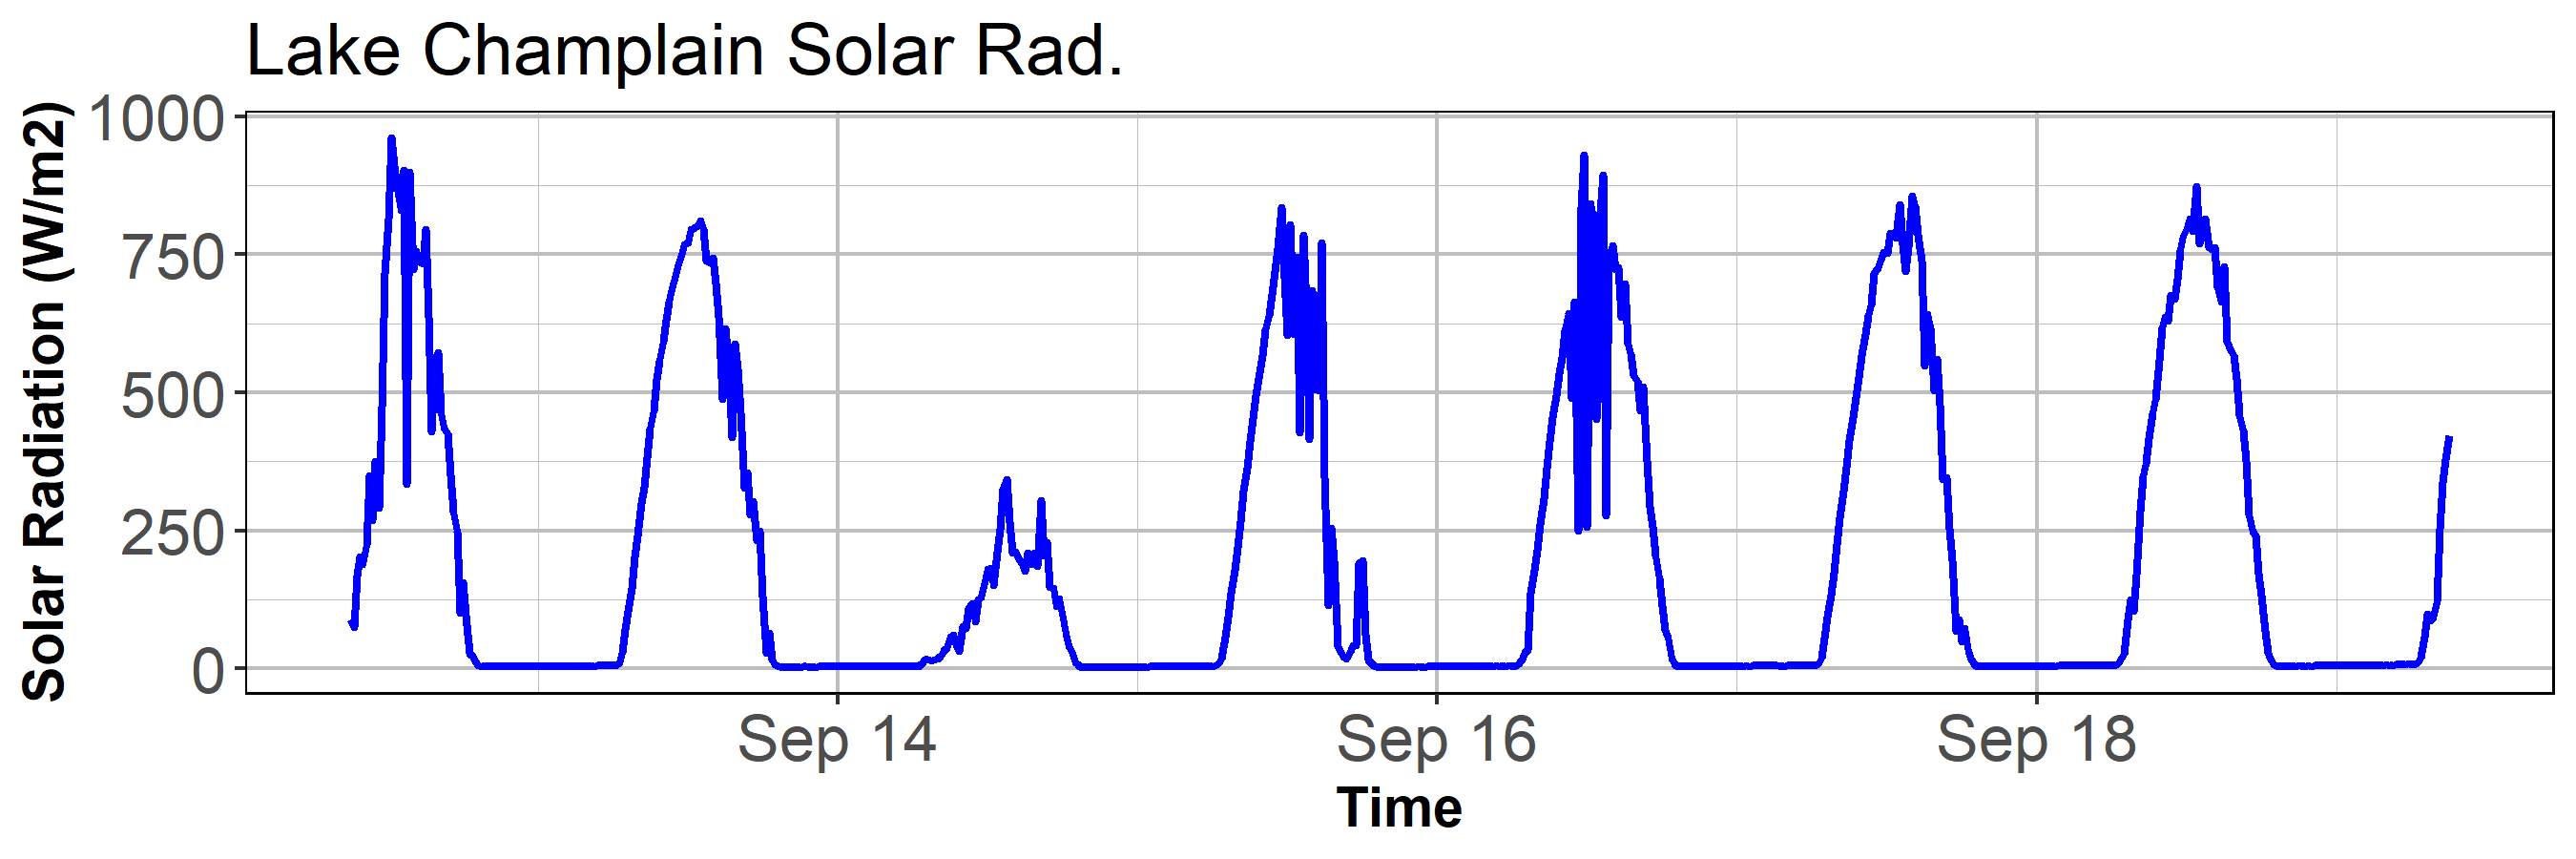 Lake Champlain Solar Rad.
Solar Radiation (W/m2)
1000
750
500
250
0
Sep 14
Sep 16
Sep 18
Time